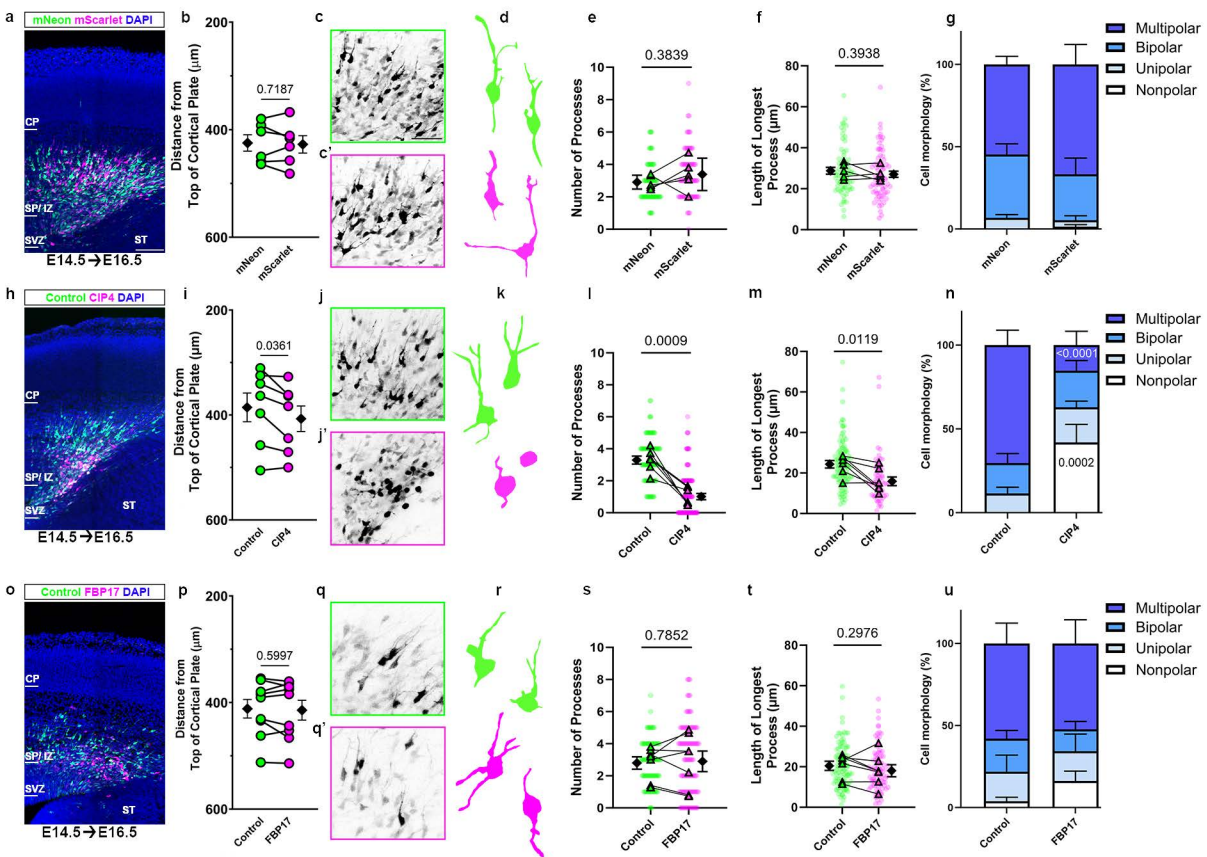 a
mNeon mScarlet DAPI
CP
SP/ IZ
SVZ
ST
E14.5→E16.5
b
Distance from
Top of Cortical Plate (µm)
200
400
600
0.7187
mNeon
mScarlet
c
c'
d
e
Number of Processes
10
8
6
4
2
0
0.3839
mNeon
mScarlet
f
Length of Longest
Process (µm)
80
60
40
20
0
0.3938
mNeon
mScarlet
g
Cell morphology (%)
100
50
0
mNeon
mScarlet
Multipolar
Bipolar
Unipolar
Nonpolar
h
Control CIP4 DAPI
CP
SP/ IZ
SVZ
ST
E14.5→E16.5
i
Distance from
Top of Cortical Plate (µm)
200
300
400
600
0.0361
Control
CIP4
j
j'
k
l
Number of Processes
10
8
6
4
2
0
0.0009
Control
CIP4
m
Length of Longest
Process (µm)
80
60
40
20
0
0.0119
Control
CIP4
n
Cell morphology (%)
100
50
0
<0.0001
0.0002
Control
CIP4
Multipolar
Bipolar
Unipolar
Nonpolar
o
Control FBP17 DAPI
CP
SP/ IZ
SVZ
ST
E14.5→E16.5
p
Distance from
Top of Cortical Plate (µm)
200
400
600
0.5997
Control
FBP17
q
q'
r
s
Number of Processes
10
8
6
4
2
0
0.7852
Control
FBP17
t
Length of Longest
Process (µm)
80
60
40
20
0
0.2976
Control
FBP17
u
Cell morphology (%)
100
50
0
Control
FBP17
Multipolar
Bipolar
Unipolar
Nonpolar